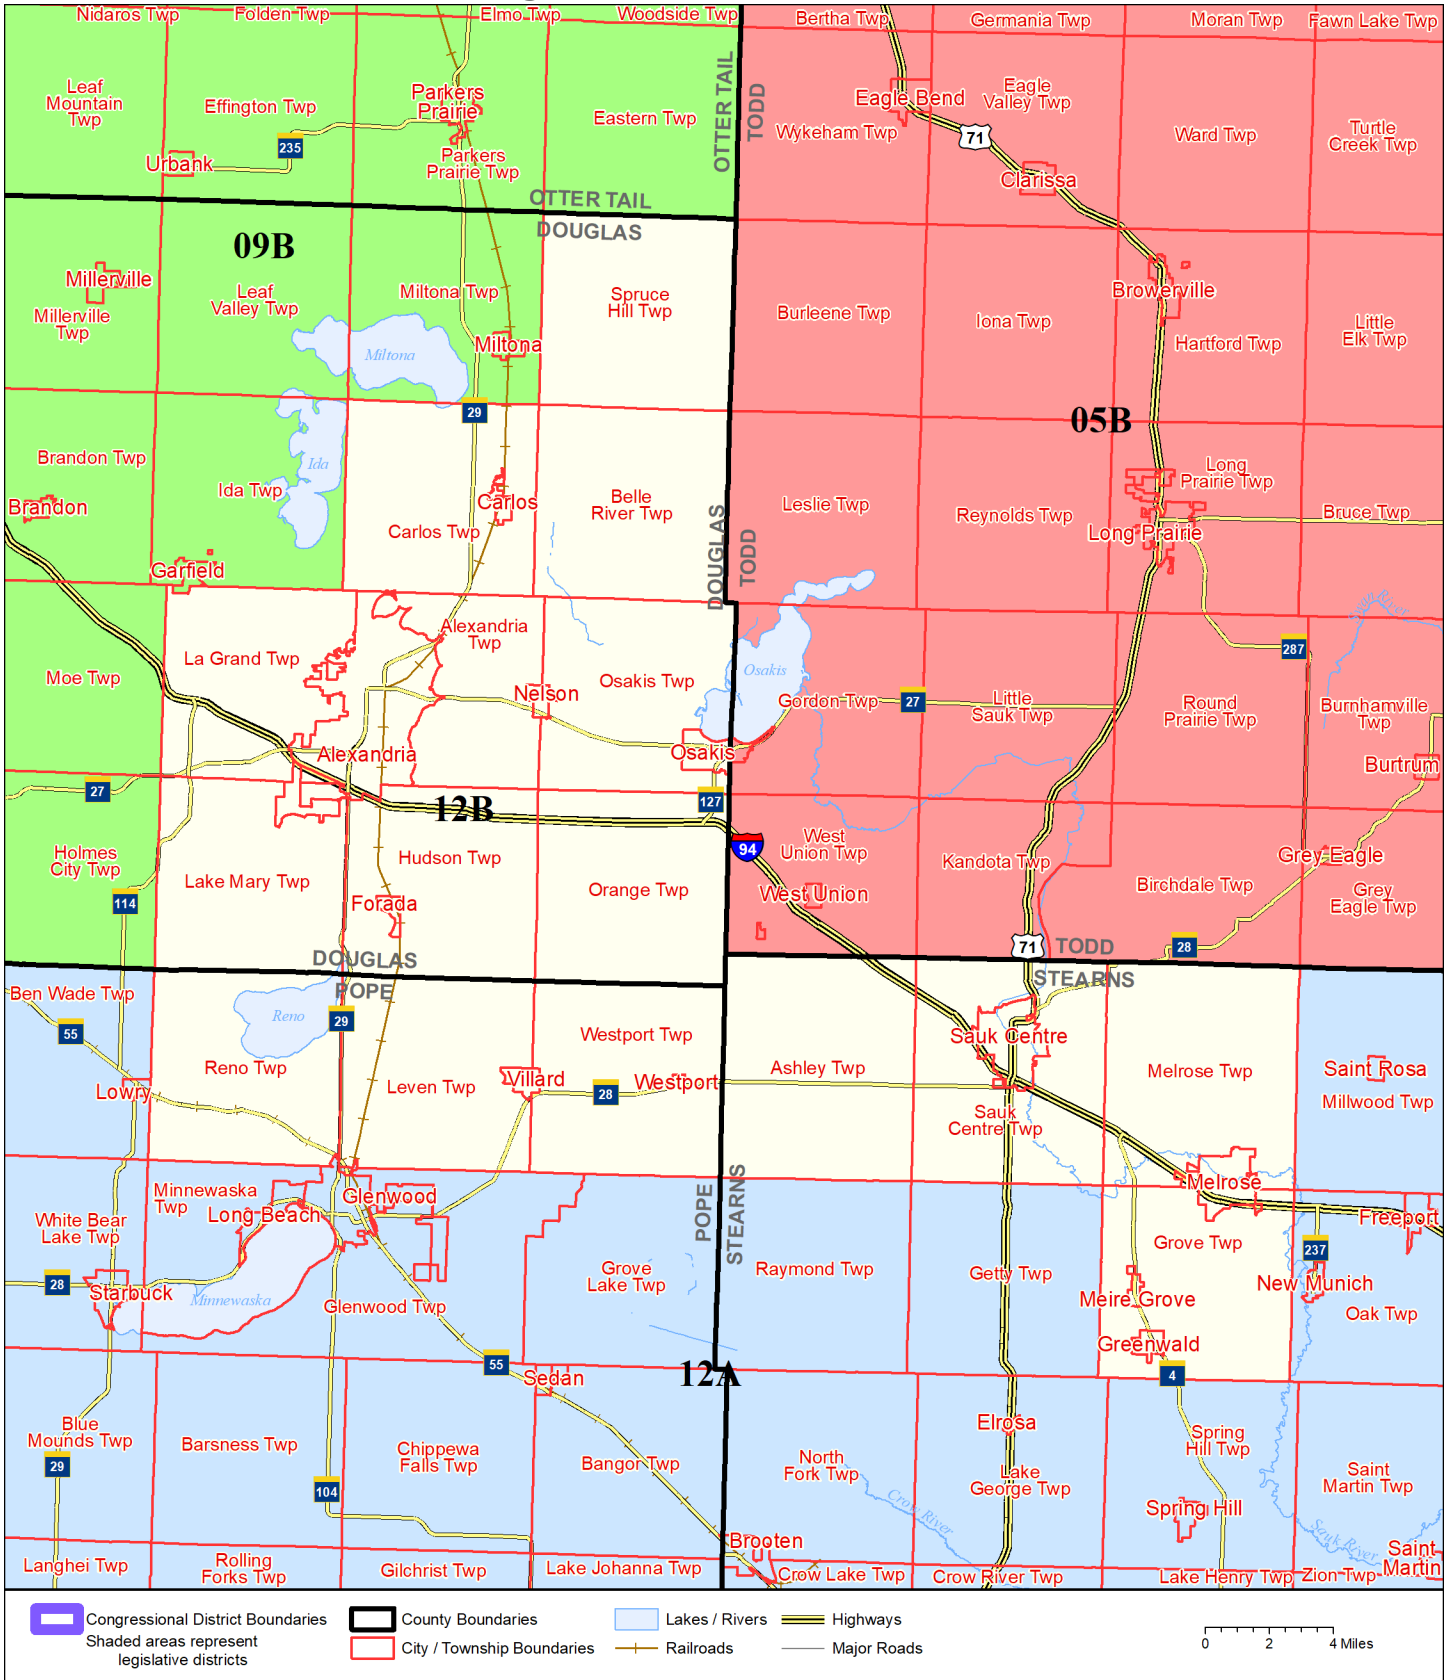 Nidaros Twp
Folden Twp
Elmo Twp
Woodside Twp
Bertha Twp
Germania Twp
Moran Twp
Fawn Lake Twp
Leaf
Mountain
Twp
Effington Twp
Parkers
Prairie
Eastern Twp
OTTER TAIL
TODD
Eagle Bend
Eagle
Valley Twp
Wykeham Twp
71
Ward Twp
Turtle
Creek Twp
235
Urbank
Parkers
Prairie Twp
Clarissa
OTTER TAIL
DOUGLAS
09B
Millerville
Millerville
Twp
Leaf
Valley Twp
Miltona Twp
Spruce
Hill Twp
Burleene Twp
Iona Twp
Browerville
Hartford Twp
Little
Elk Twp
Miltona
Miltona
29
05B
Brandon Twp
Ida
Ida Twp
Brandon
Carlos
Carlos Twp
Belle
River Twp
Leslie Twp
Reynolds Twp
Long
Prairie Twp
Bruce Twp
Long Prairie
DOUGLAS
TODD
Garfield
Swan River
Moe Twp
La Grand Twp
Alexandria
Twp
Nelson
Osakis Twp
Osakis
Gordon Twp
27
Little
Sauk Twp
Round
Prairie Twp
287
Burnhamville
Twp
Alexandria
Osakis
Burtrum
27
12B
127
94
West
Union Twp
Holmes
City Twp
Hudson Twp
Kandota Twp
Grey Eagle
Lake Mary Twp
Orange Twp
West Union
Birchdale Twp
Grey
Eagle Twp
114
Forada
71
28
DOUGLAS
POPE
TODD
STEARNS
Ben Wade Twp
55
Reno
29
Westport Twp
Sauk Centre
Reno Twp
Leven Twp
Villard
28
Westport
Ashley Twp
Melrose Twp
Saint Rosa
Millwood Twp
Lowry
Sauk
Centre Twp
Minnewaska
Twp
Glenwood
Long Beach
POPE
STEARNS
Melrose
Freeport
White Bear
Lake Twp
Grove Twp
237
28
Starbuck
Minnewaska
Glenwood Twp
Grove
Lake Twp
Raymond Twp
Getty Twp
Meire Grove
New Munich
Oak Twp
Greenwald
55
Sedan
12A
4
Blue
Mounds Twp
Barsness Twp
Chippewa
Falls Twp
Bangor Twp
North
Fork Twp
Elrosa
Lake
George Twp
Spring
Hill Twp
Saint
Martin Twp
29
104
Crow River
Spring Hill
Sauk River
Brooten
Saint
Martin
Langhei Twp
Rolling
Forks Twp
Gilchrist Twp
Lake Johanna Twp
Crow Lake Twp
Crow River Twp
Lake Henry Twp
Zion Twp
Congressional District Boundaries
Shaded areas represent
legislative districts
County Boundaries
City / Township Boundaries
Lakes / Rivers
Railroads
Highways
Major Roads
0 2 4 Miles